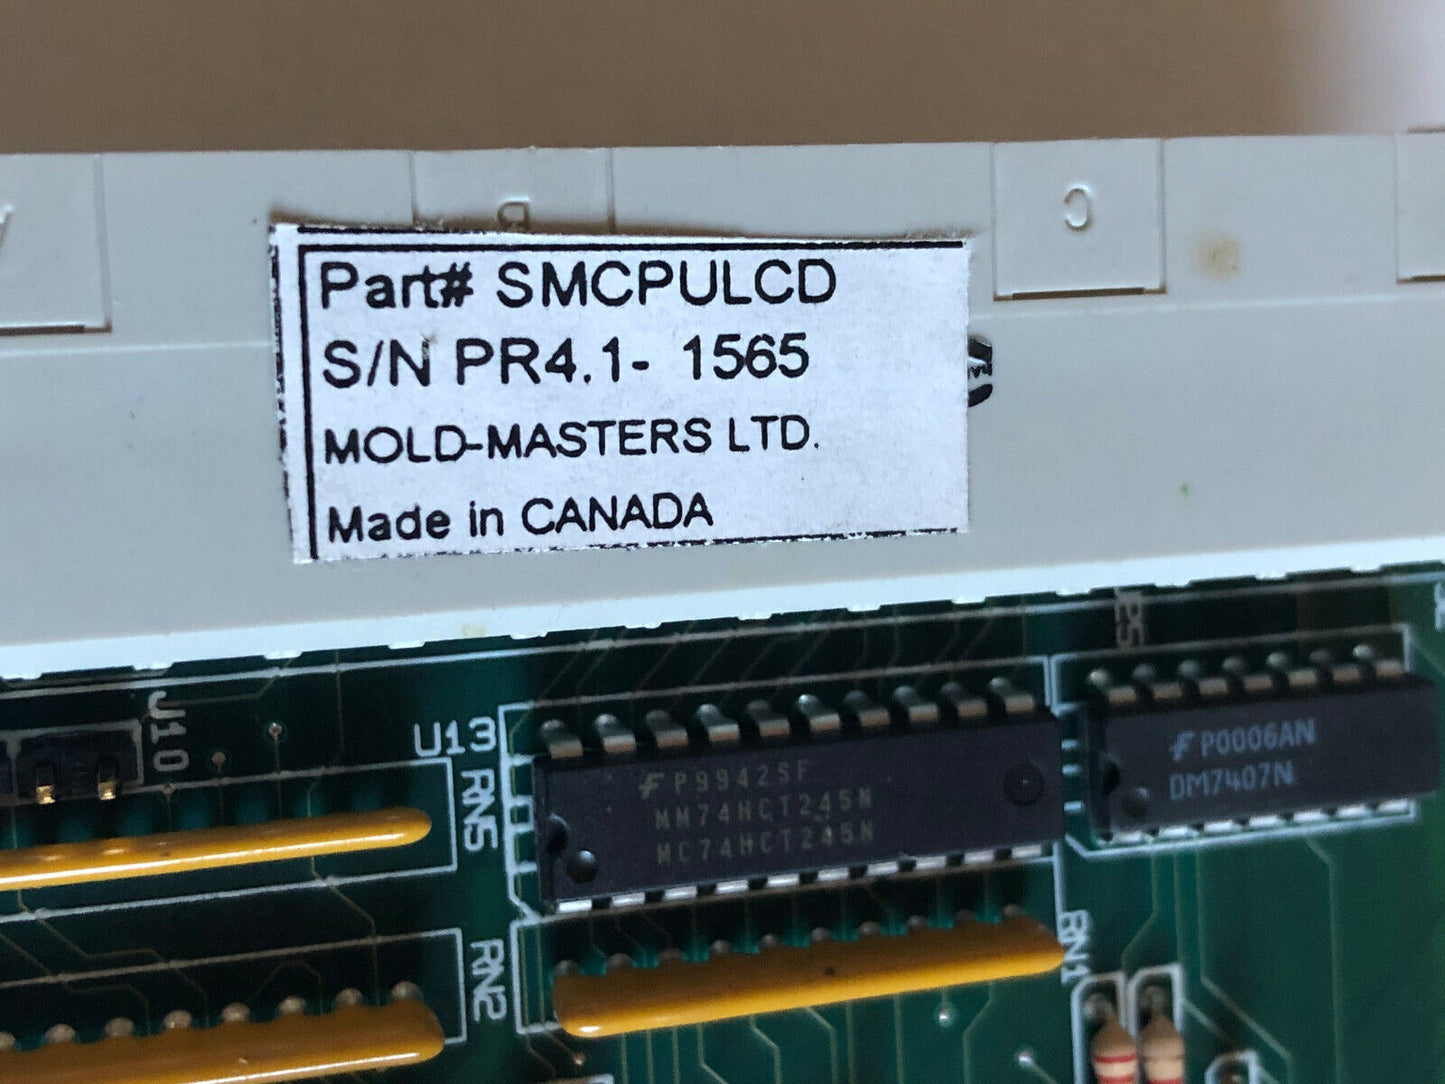 C
Part# SMCPULCD
S/N PR4.1- 1565
MOLD-MASTERS LTD.
Made in CANADA
J10
U13
RN5
P9942SF
MM74HCT245N
MC74HCT245N
P0006AN
DM7407N
RN2
RN1